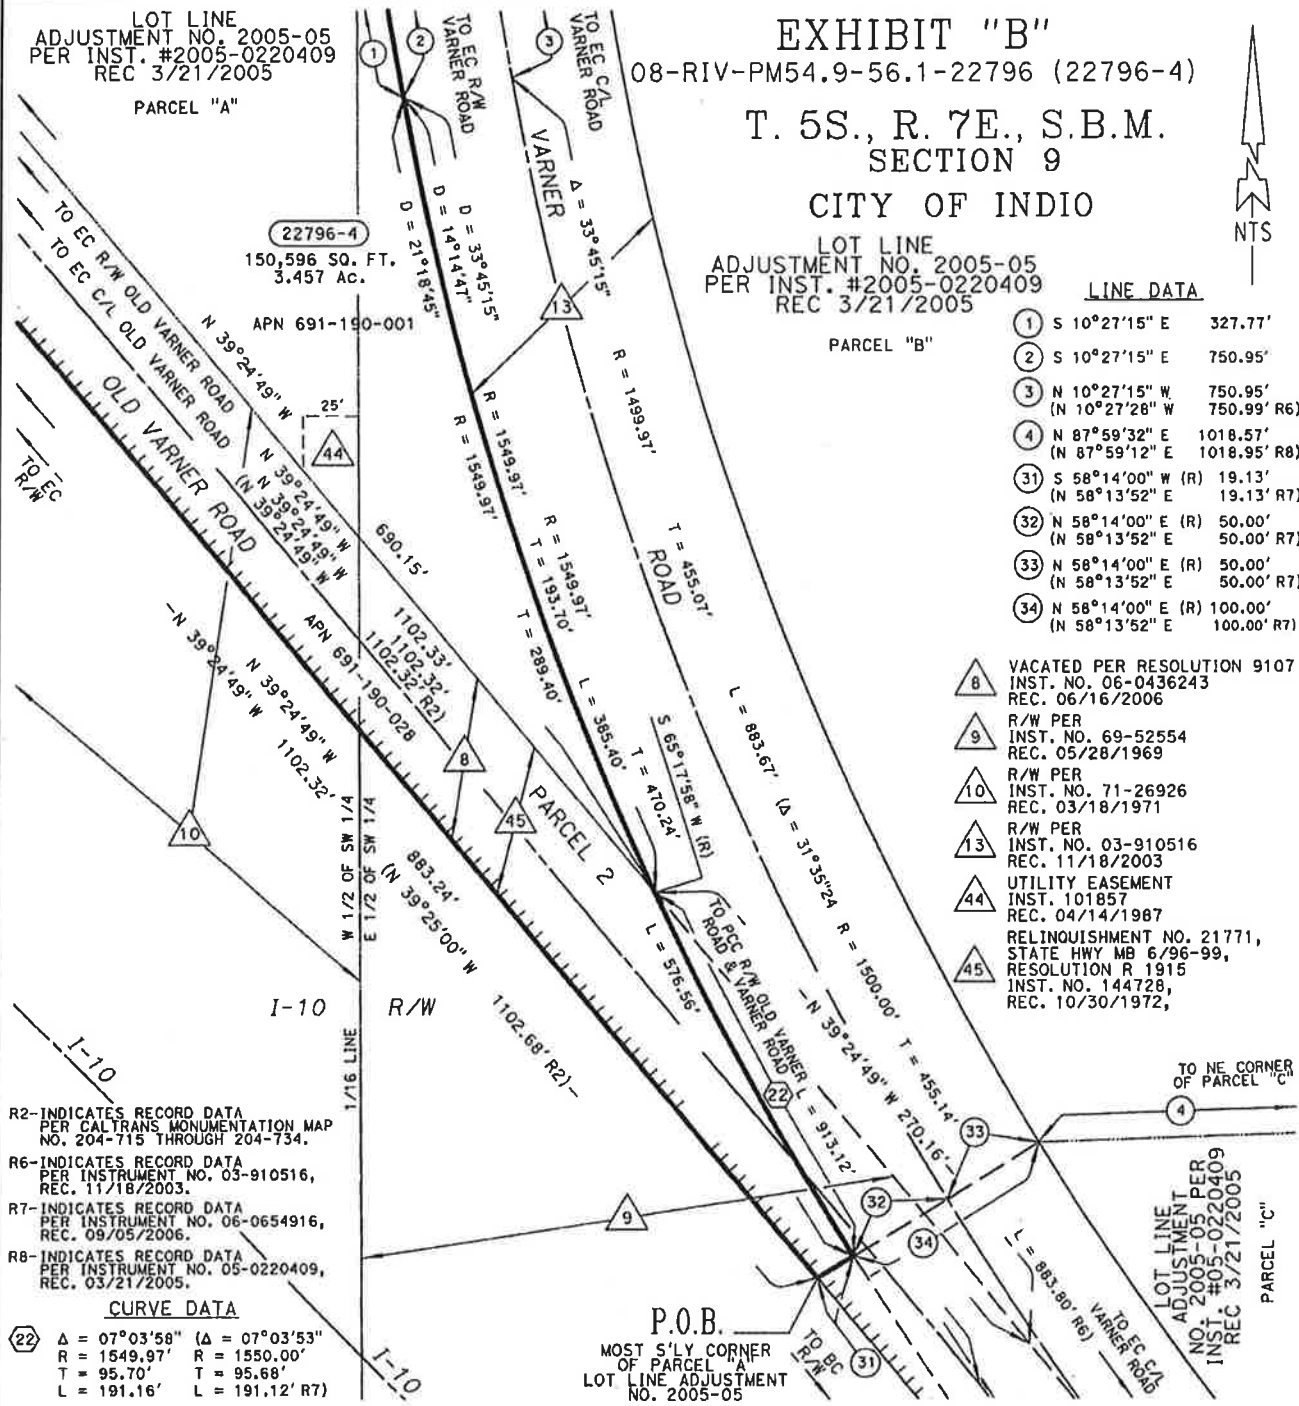 LOT LINE
ADJUSTMENT NO. 2005-05
PER INST. #2005-0220409
REC 3/21/2005
PARCEL "A"
1
2
TO EC R/W
VARNER ROAD
3
TO EC C/L
VARNER ROAD
EXHIBIT "B"
08-RIV-PM54.9-56.1-22796 (22796-4)
T. 5S., R. 7E., S.B.M.
SECTION 9
CITY OF INDIO
LOT LINE
ADJUSTMENT NO. 2005-05
PER INST. #2005-0220409
REC 3/21/2005
PARCEL "B"
N
NTS
22796-4
150,596 SQ. FT.
3.457 AC.
APN 691-190-001
D = 21°18'45"
D = 14°14'47"
D = 33°45'15"
VARNER
Δ = 33°45'15"
13
R = 1499.97'
R = 1549.97'
R = 1549.97'
R = 1549.97'
T = 193.70'
T = 289.40'
L = 385.40'
T = 470.24'
ROAD
T = 455.07'
L = 883.67'
(Δ = 31°35'24
R = 1500.00'
T = 455.14'
S 65°17'58" W (R)
TO EC R/W OLD VARNER ROAD
TO EC C/L OLD VARNER ROAD
OLD VARNER ROAD
TO EC
R/W
N 39°24'49" W
25'
44
N 39°24'49" W
N 39°24'49" W
(N 39°24'49" W
690.15'
1102.33'
1102.32'
1102.32' R2)
APN 691-190-028
N 39°24'49" W
N 39°24'49" W
1102.32'
8
45
10
PARCEL 2
W 1/2 OF SW 1/4
E 1/2 OF SW 1/4
883.24'
(N 39°25'00" W
1102.68' R2)
L = 576.56'
TO PCC R/W OLD VARNER
ROAD & VARNER ROAD
N 39°24'49" W 270.16'
22
L = 913.12'
I-10 R/W
1/16 LINE
I-10
9
32
33
34
4
TO NE CORNER
OF PARCEL "C"
L = 883.80' R6)
TO EC C/L
VARNER ROAD
LOT LINE
ADJUSTMENT
NO. 2005-05 PER
INST. #05-0220409
REC 3/21/2005
PARCEL "C"
P.O.B.
MOST S'LY CORNER
OF PARCEL "A"
LOT LINE ADJUSTMENT
NO. 2005-05
TO BC
R/W
31
I-10
LINE DATA
1 S 10°27'15" E 327.77'
2 S 10°27'15" E 750.95'
3 N 10°27'15" W 750.95'
(N 10°27'28" W 750.99' R6)
4 N 87°59'32" E 1018.57'
(N 87°59'12" E 1018.95' R8)
31 S 58°14'00" W (R) 19.13'
(N 58°13'52" E 19.13' R7)
32 N 58°14'00" E (R) 50.00'
(N 58°13'52" E 50.00' R7)
33 N 58°14'00" E (R) 50.00'
(N 58°13'52" E 50.00' R7)
34 N 58°14'00" E (R) 100.00'
(N 58°13'52" E 100.00' R7)
8 VACATED PER RESOLUTION 9107
INST. NO. 06-0436243
REC. 06/16/2006
9 R/W PER
INST. NO. 69-52554
REC. 05/28/1969
10 R/W PER
INST. NO. 71-26926
REC. 03/18/1971
13 R/W PER
INST. NO. 03-910516
REC. 11/18/2003
44 UTILITY EASEMENT
INST. 101857
REC. 04/14/1987
45 RELINQUISHMENT NO. 21771,
STATE HWY MB 6/96-99,
RESOLUTION R 1915
INST. NO. 144728,
REC. 10/30/1972,
R2-INDICATES RECORD DATA
PER CALTRANS MONUMENTATION MAP
NO. 204-715 THROUGH 204-734.
R6-INDICATES RECORD DATA
PER INSTRUMENT NO. 03-910516,
REC. 11/18/2003.
R7-INDICATES RECORD DATA
PER INSTRUMENT NO. 06-0654916,
REC. 09/05/2006.
R8-INDICATES RECORD DATA
PER INSTRUMENT NO. 05-0220409,
REC. 03/21/2005.
CURVE DATA
22 Δ = 07°03'58" (Δ = 07°03'53"
R = 1549.97' R = 1550.00'
T = 95.70' T = 95.68'
L = 191.16' L = 191.12' R7)